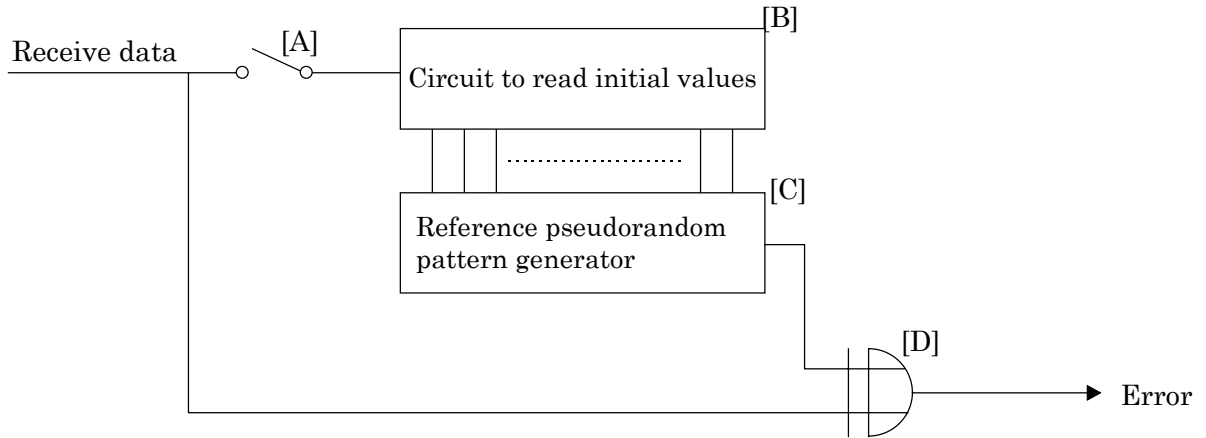 [B]
Receive data
[A]
Circuit to read initial values
[C]
Reference pseudorandom
pattern generator
[D]
Error